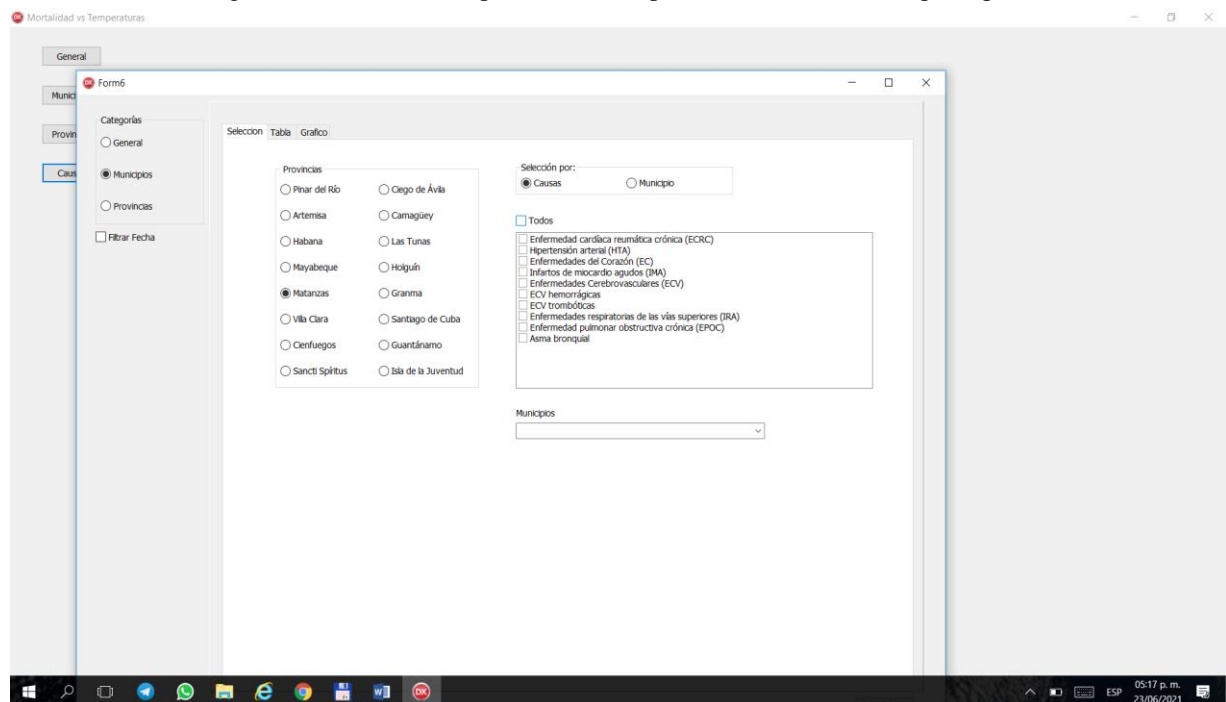 Mortalidad vs Temperaturas
General
Form6
Categorías
General
Municipios
Provincias
Filtrar Fecha
Seleccion Tabla Grafico
Provincias
Pinar del Río
Ciego de Ávila
Artemisa
Camagüey
Habana
Las Tunas
Mayabeque
Holguín
Matanzas
Granma
Villa Clara
Santiago de Cuba
Cienfuegos
Guantánamo
Sancti Spíritus
Isla de la Juventud
Selección por:
Causas
Municipio
Todos
Enfermedad cardíaca reumática crónica (ECRC)
Hipertensión arterial (HTA)
Enfermedades del Corazón (EC)
Infartos de miocardio agudos (IMA)
Enfermedades Cerebrovasculares (ECV)
ECV hemorrágicas
ECV trombóticas
Enfermedades respiratorias de las vías superiores (IRA)
Enfermedad pulmonar obstructiva crónica (EPOC)
Asma bronquial
Municipios
ESP
05:17 p. m.
23/06/2021